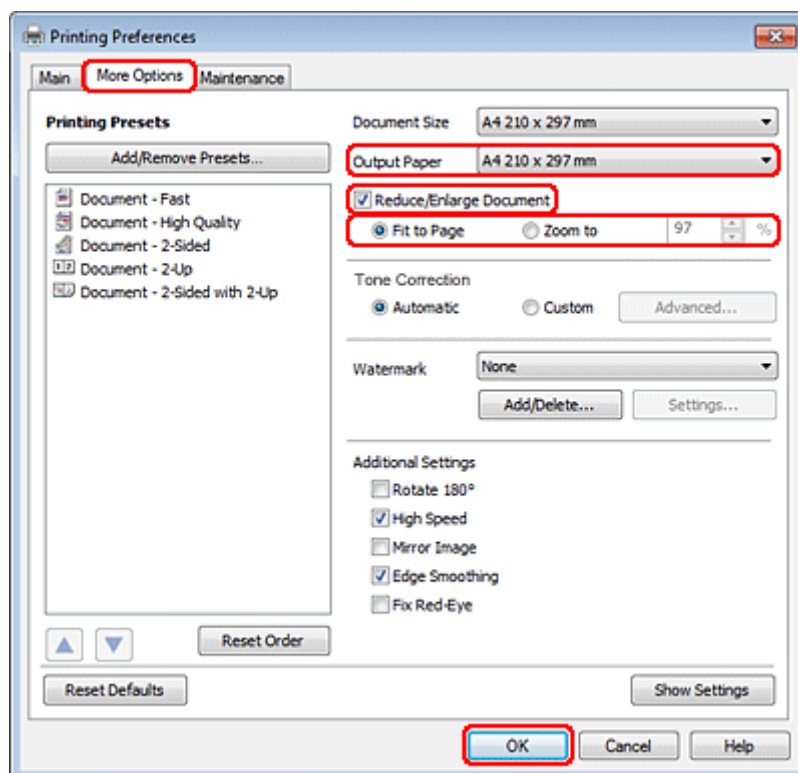 Printing Preferences
Main More Options Maintenance
Printing Presets
Add/Remove Presets...
Document - Fast
Document - High Quality
Document - 2-Sided
Document - 2-Up
Document - 2-Sided with 2-Up
Reset Order
Document Size A4 210 x 297 mm
Output Paper A4 210 x 297 mm
Reduce/Enlarge Document
Fit to Page Zoom to 97 %
Tone Correction
Automatic Custom Advanced...
Watermark None
Add/Delete... Settings...
Additional Settings
Rotate 180°
High Speed
Mirror Image
Edge Smoothing
Fix Red-Eye
Reset Defaults Show Settings
OK Cancel Help